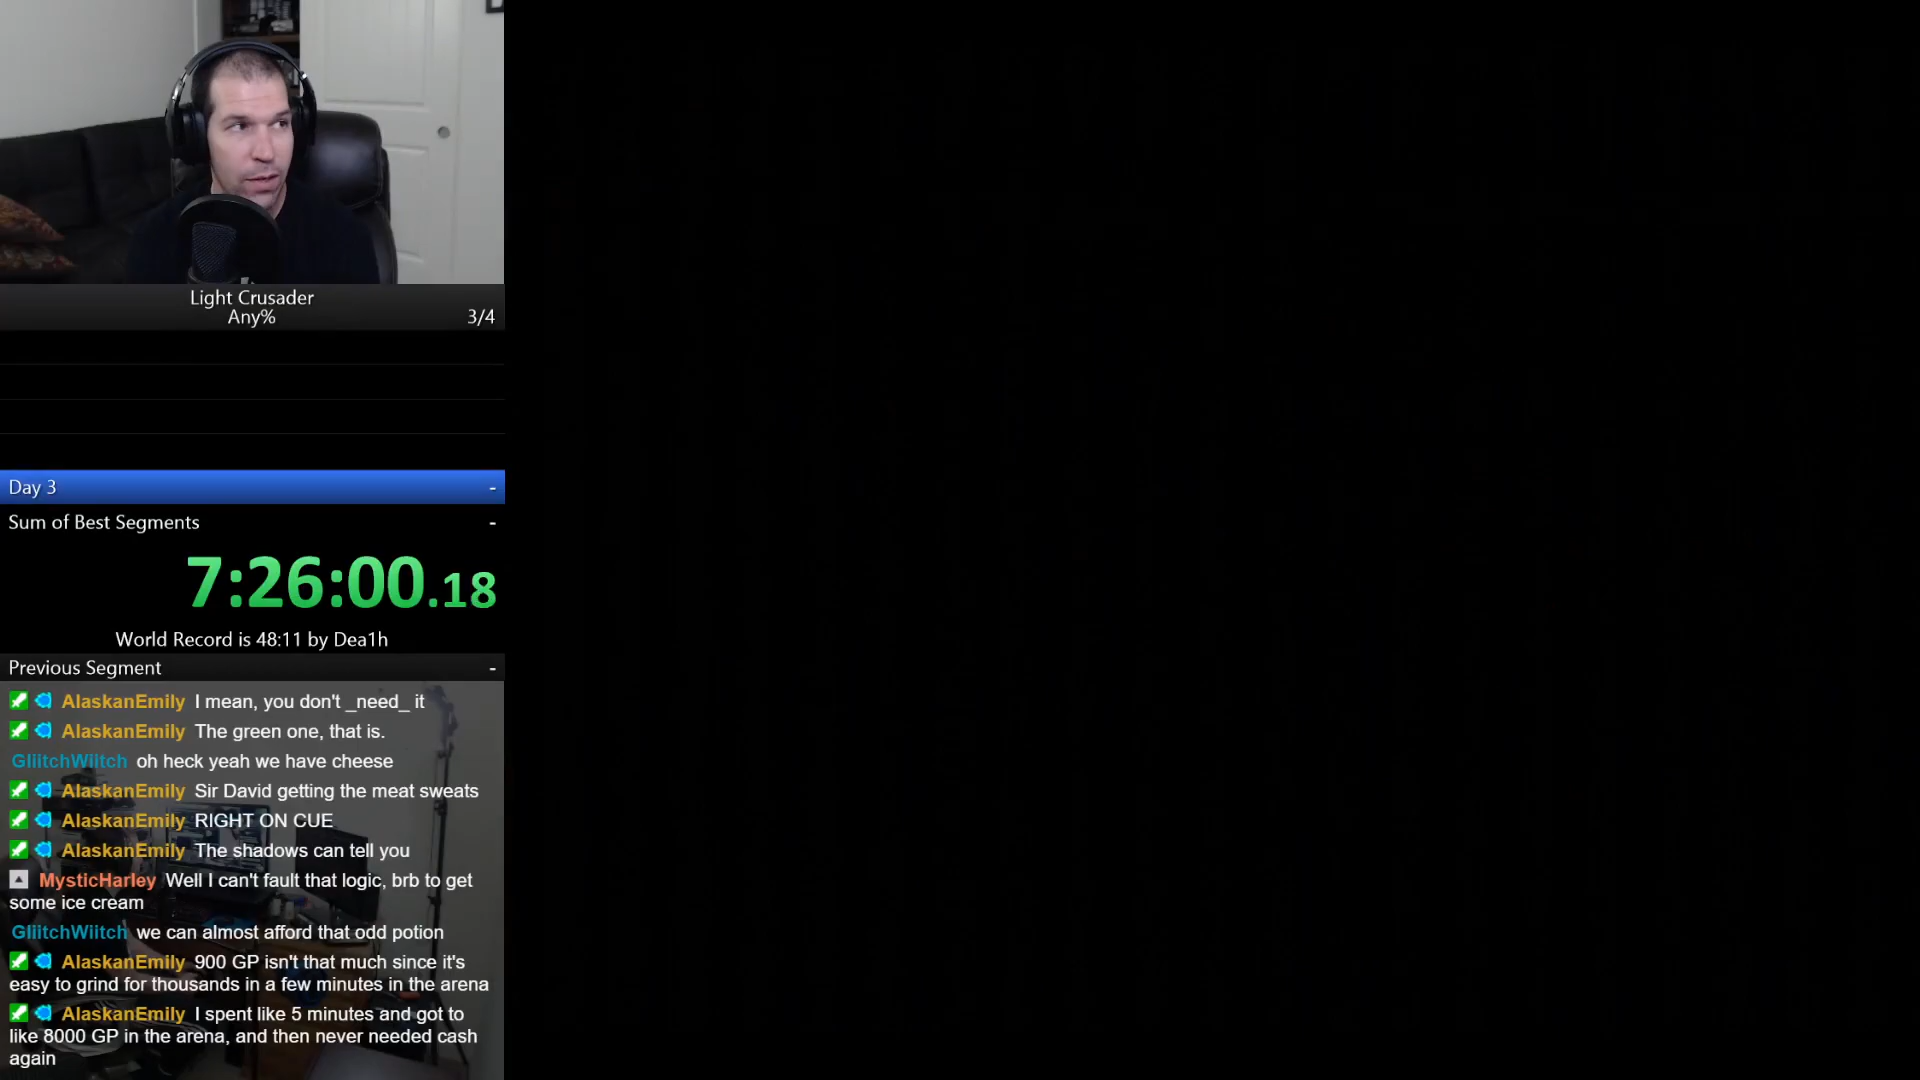 Light Crusader
Any%
3/4
Day 3 -
Sum of Best Segments -
7:26:00.18
World Record is 48:11 by Dea1h
Previous Segment -
AlaskanEmily I mean, you don't _need_ it
AlaskanEmily The green one, that is.
GliitchWiitch oh heck yeah we have cheese
AlaskanEmily Sir David getting the meat sweats
AlaskanEmily RIGHT ON CUE
AlaskanEmily The shadows can tell you
MysticHarley Well I can't fault that logic, brb to get
some ice cream
GliitchWiitch we can almost afford that odd potion
AlaskanEmily 900 GP isn't that much since it's
easy to grind for thousands in a few minutes in the arena
AlaskanEmily I spent like 5 minutes and got to
like 8000 GP in the arena, and then never needed cash
again